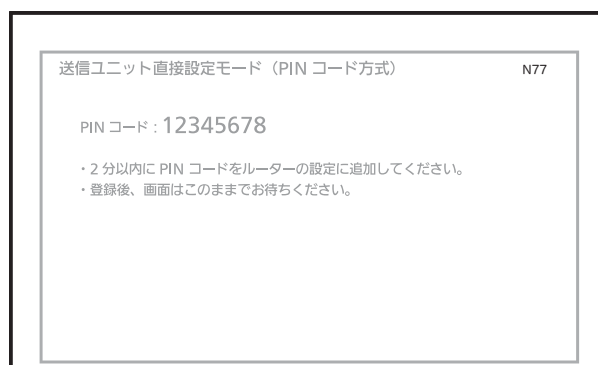 送信ユニット直接設定モード（PIN コード方式） N77
PIN コード : 12345678
・2 分以内に PIN コードをルーターの設定に追加してください。
・登録後、画面はこのままでお待ちください。